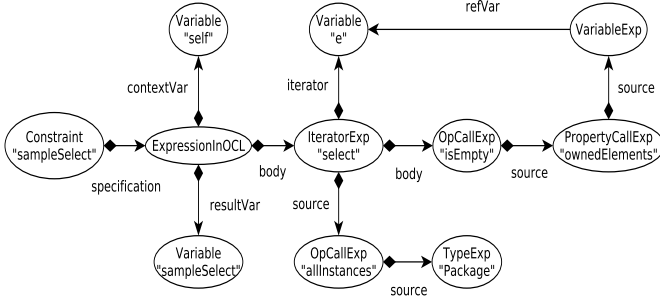 refVar
Variable
"self"
Variable
"e"
VariableExp
contextVar
iterator
source
Constraint
"sampleSelect"
ExpressionInOCL
IteratorExp
"select"
OpCallExp
"isEmpty"
PropertyCallExp
"ownedElements"
specification
body
body
source
resultVar
source
Variable
"sampleSelect"
OpCallExp
"allInstances"
TypeExp
"Package"
source